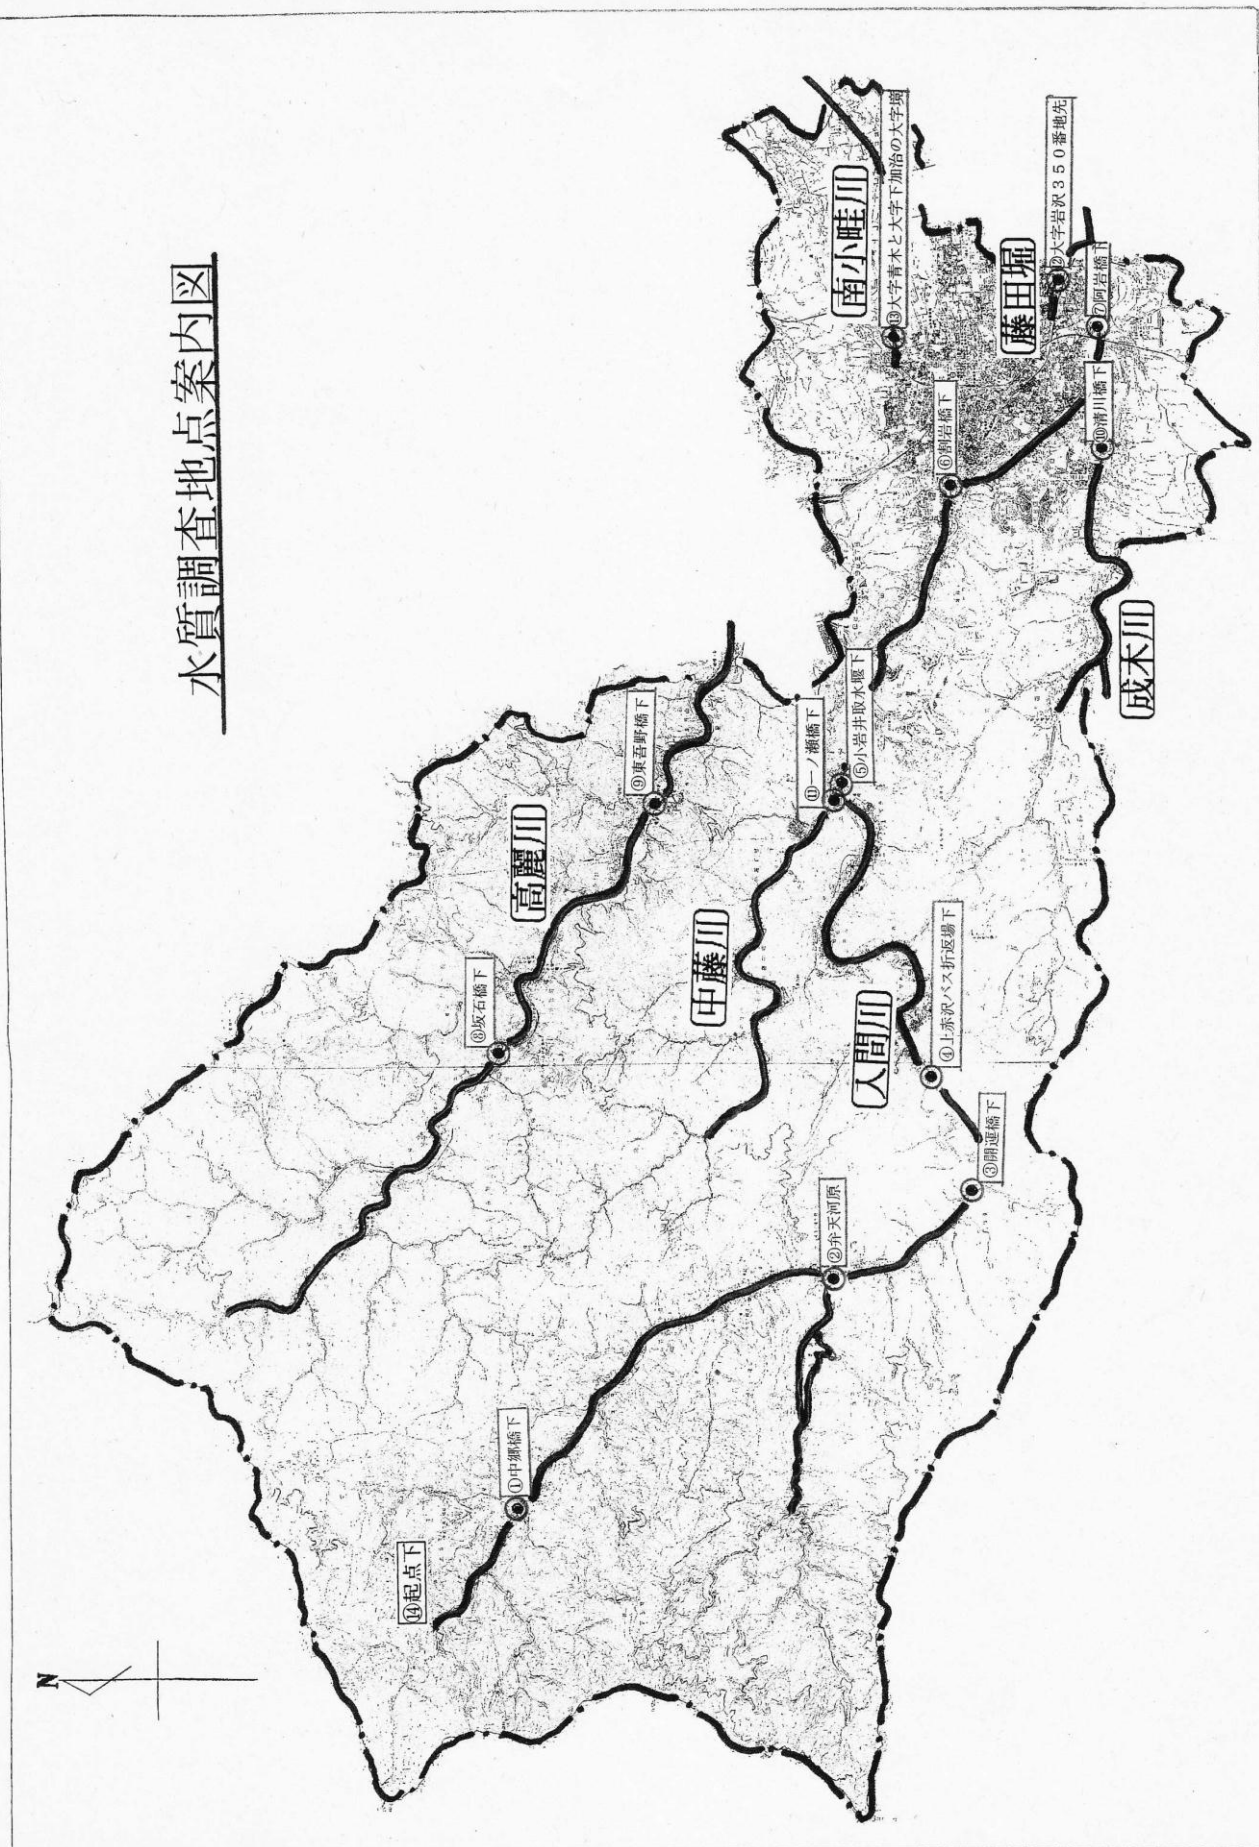 水質調査地点案内図
N
⑭起点下
①中郷橋下
②弁天河原
③開運橋下
④上赤沢バス折返場下
入間川
中藤川
⑧坂石橋下
高麗川
⑨東吾野橋下
⑪一ノ瀬橋下
⑤小岩井取水堰下
成木川
⑥割岩橋下
⑩清川橋下
⑦阿岩橋下
南小畦川
⑬大字青木と大字下加治の大字境
藤田堀
⑫大字岩沢350番地先